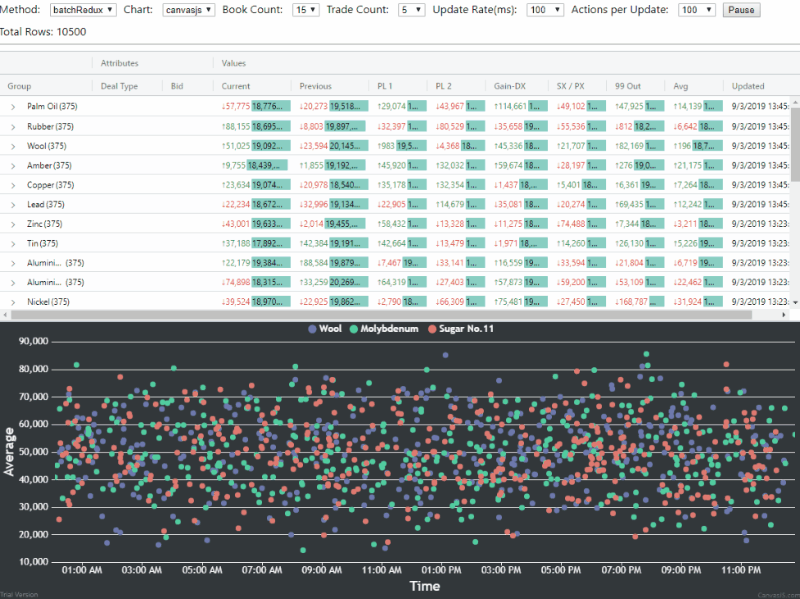 Method: batchRedux Chart: canvasjs Book Count: 15 Trade Count: 5 Update Rate(ms): 100 Actions per Update: 100 Pause
Total Rows: 10500
Attributes Values
Group Deal Type Bid Current Previous PL 1 PL 2 Gain-DX SX / PX 99 Out Avg Updated
> Palm Oil (375) ↓57,775 18,776... ↓20,273 19,518... ↑29,074 1... ↓43,967 1... ↑114,661 1... ↓49,102 1... ↑47,925 1... ↑14,139 1... 9/3/2019 13:45:
> Rubber (375) ↑88,155 18,695... ↓8,803 19,897... ↓32,397 1... ↓80,529 1... ↓35,658 19... ↓55,536 1... ↓812 18,2... ↓6,642 18... 9/3/2019 13:45:
> Wool (375) ↓51,025 19,092... ↓23,594 20,145... ↑983 19,5... ↓4,368 18... ↑45,336 18... ↑21,707 1... ↑82,169 1... ↑196 18,7... 9/3/2019 13:45:
> Amber (375) ↑9,755 18,439... ↑1,855 19,192... ↑45,920 1... ↑32,032 1... ↑59,674 18... ↓28,197 1... ↑276 19,0... ↑21,175 1... 9/3/2019 13:45:
> Copper (375) ↑23,634 19,074... ↓20,978 18,540... ↑35,178 1... ↑32,354 1... ↓1,437 18,... ↑5,401 18... ↑6,361 19... ↑7,264 18... 9/3/2019 13:45:
> Lead (375) ↓22,234 18,672... ↓32,996 19,134... ↓22,905 1... ↑14,679 1... ↓35,081 18... ↓20,274 1... ↑69,435 1... ↑12,242 1... 9/3/2019 13:45:
> Zinc (375) ↓43,001 19,633... ↓2,014 19,455,... ↑58,432 1... ↓13,328 1... ↓11,275 18... ↓74,488 1... ↑7,344 18... ↓3,211 18... 9/3/2019 13:23:
> Tin (375) ↑37,188 17,892... ↑42,384 19,191... ↑42,664 1... ↓13,479 1... ↓1,971 18,... ↑14,260 1... ↑26,130 1... ↑5,226 19... 9/3/2019 13:23:
> Alumini... (375) ↑22,179 19,384... ↑88,584 19,879... ↓7,467 19... ↓33,141 1... ↑16,559 19... ↓33,594 1... ↓21,804 1... ↓6,719 19... 9/3/2019 13:23:
> Alumini... (375) ↓74,898 18,315... ↑33,259 20,269... ↑64,319 1... ↓27,403 1... ↑57,873 19... ↓59,200 1... ↓53,109 1... ↓22,462 1... 9/3/2019 13:23:
> Nickel (375) ↓39,524 18,970... ↓22,925 19,862... ↓2,790 18... ↓66,309 1... ↑75,481 19... ↓27,450 1... ↓168,787 ... ↓31,924 1... 9/3/2019 13:23:
Wool Molybdenum Sugar No.11
90,000
80,000
70,000
60,000
50,000
40,000
30,000
20,000
10,000
Average
01:00 AM 03:00 AM 05:00 AM 07:00 AM 09:00 AM 11:00 AM 01:00 PM 03:00 PM 05:00 PM 07:00 PM 09:00 PM 11:00 PM
Time
Trial Version CanvasJS.com